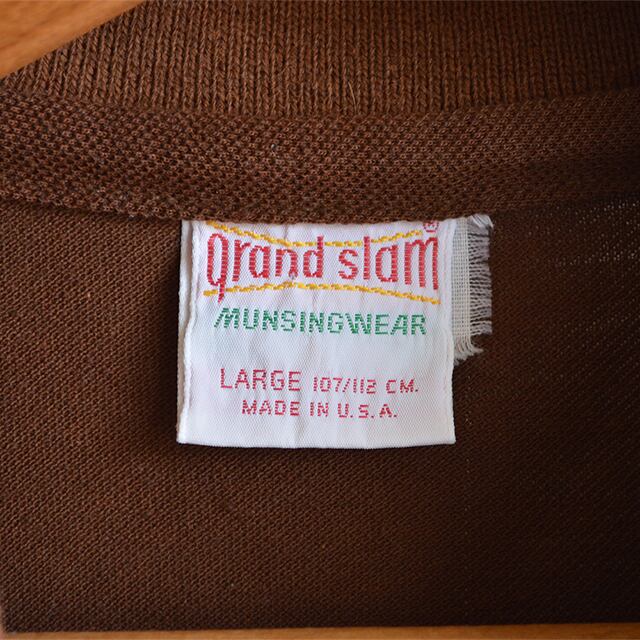 grand slam®
MUNSINGWEAR
LARGE 107/112 CM.
MADE IN U.S.A.